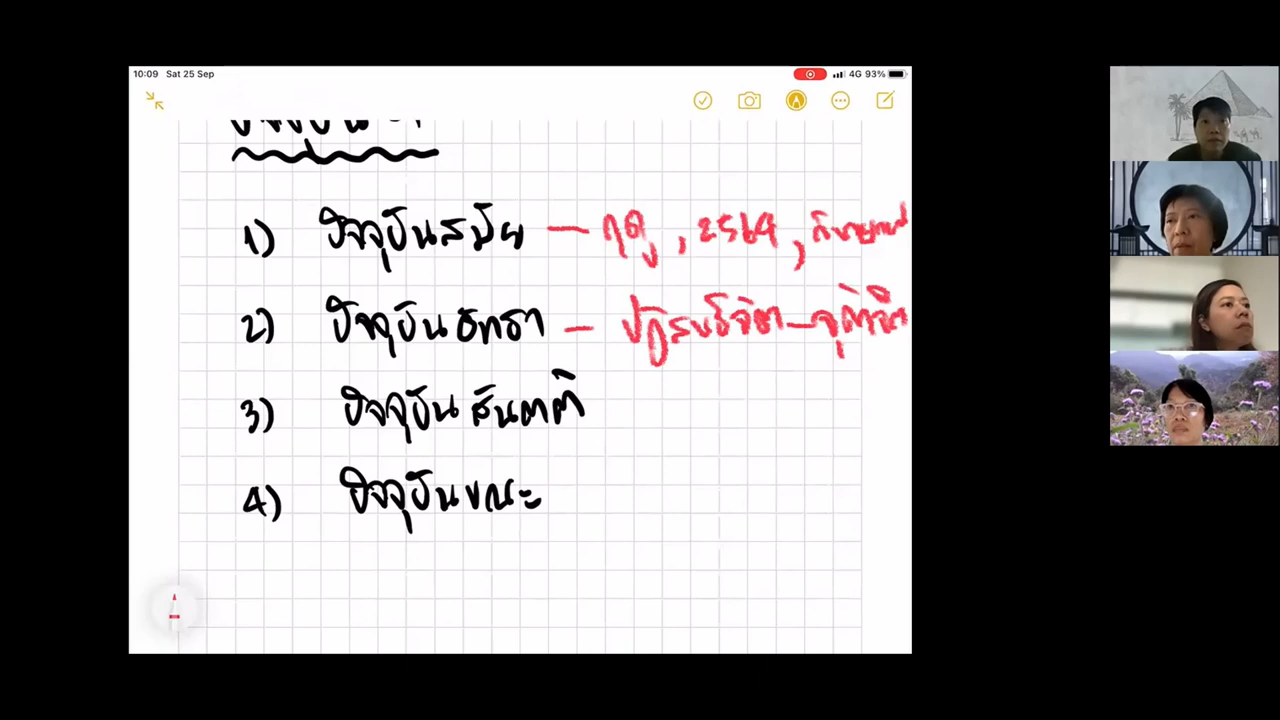 10:09 Sat 25 Sep 4G 93%
1) ปัจจุบันสมัย — ฤดู, 2564, กันยายน
2) ปัจจุบันอัทธา — ปฏิสนธิจิต – จุติจิต
3) ปัจจุบันสันตติ
4) ปัจจุบันขณะ